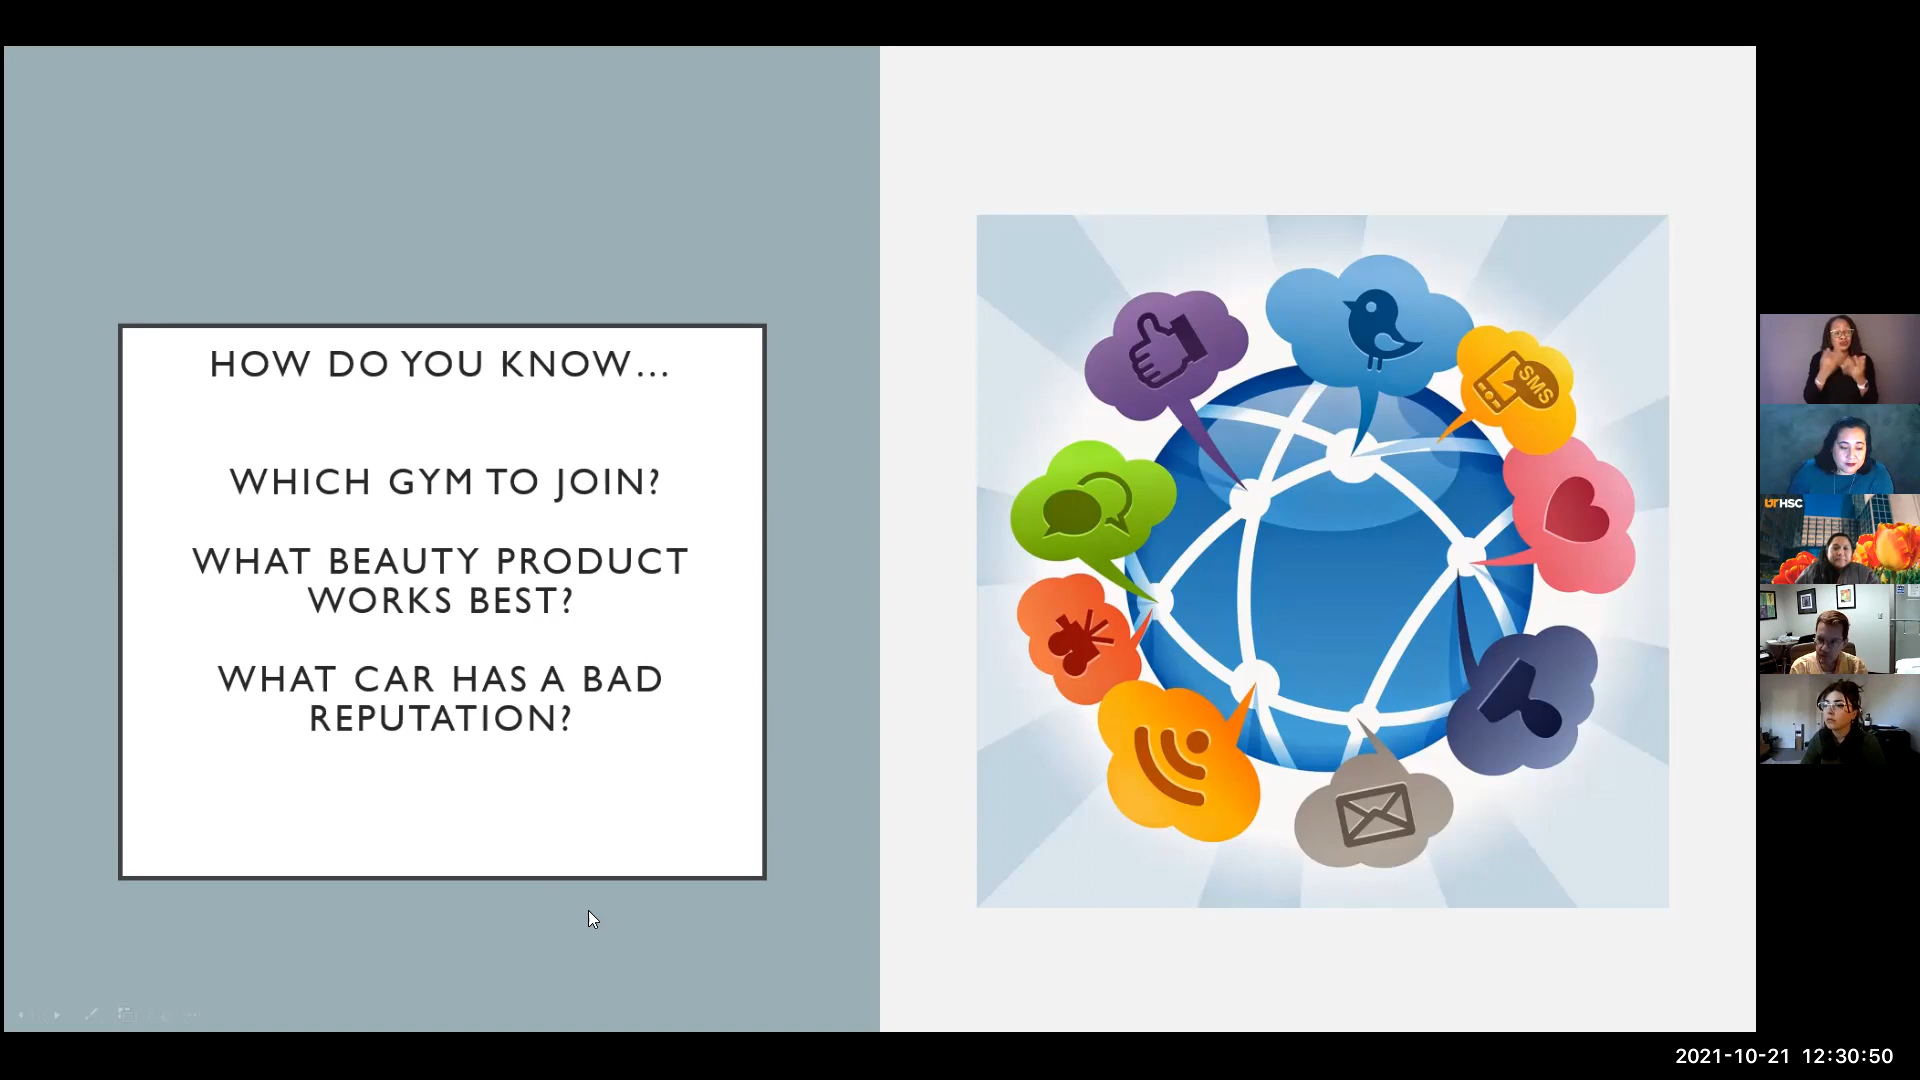 HOW DO YOU KNOW...
WHICH GYM TO JOIN?
WHAT BEAUTY PRODUCT
WORKS BEST?
WHAT CAR HAS A BAD
REPUTATION?
SMS
UTHSC
2021-10-21 12:30:50